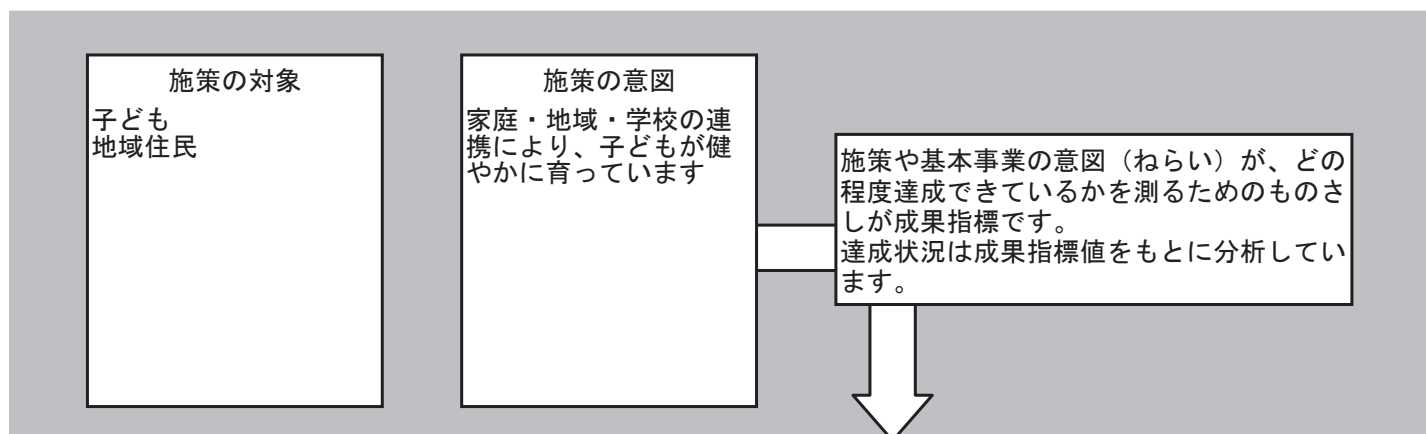 施策の対象
子ども
地域住民
施策の意図
家庭・地域・学校の連
携により、子どもが健
やかに育っています
施策や基本事業の意図（ねらい）が、どの
程度達成できているかを測るためのものさ
しが成果指標です。
達成状況は成果指標値をもとに分析してい
ます。